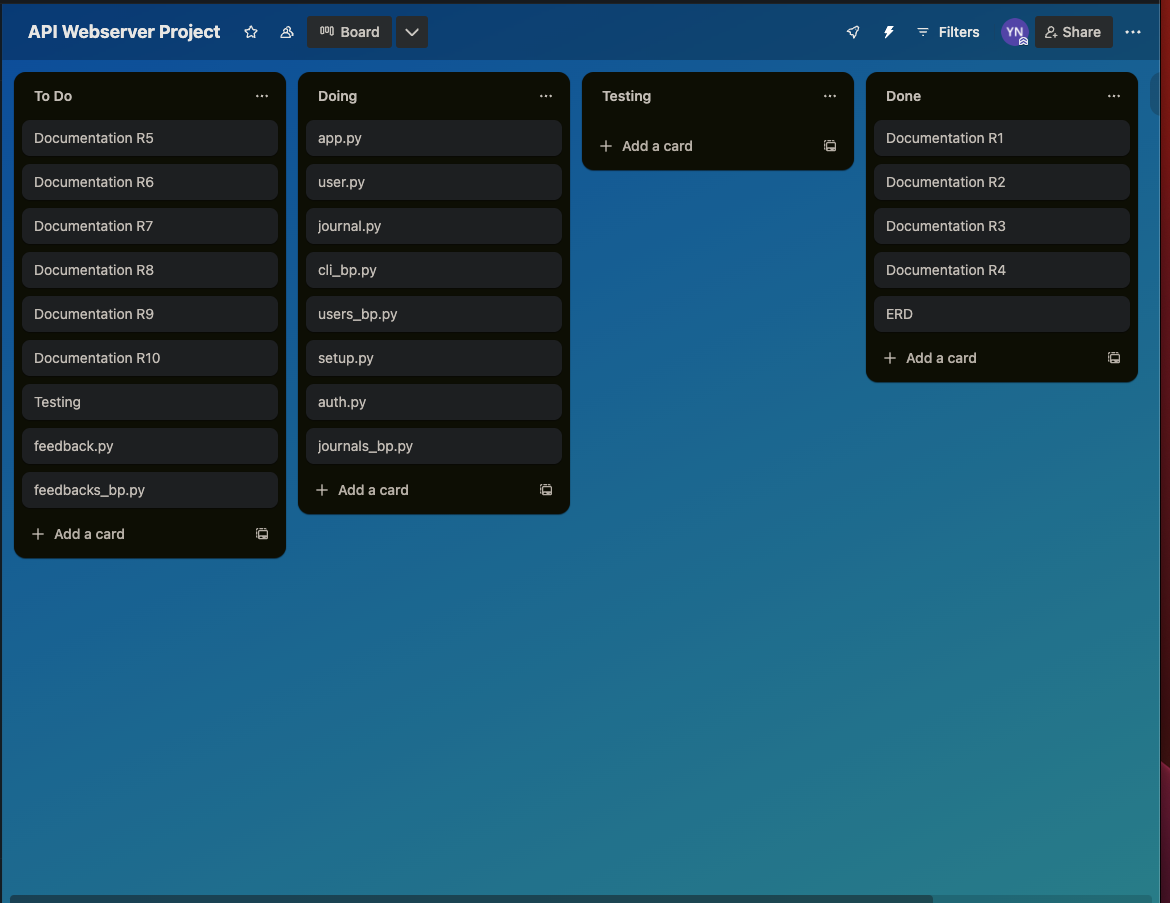 API Webserver Project
Board
Filters
YN
Share
To Do
Documentation R5
Documentation R6
Documentation R7
Documentation R8
Documentation R9
Documentation R10
Testing
feedback.py
feedbacks_bp.py
Add a card
Doing
app.py
user.py
journal.py
cli_bp.py
users_bp.py
setup.py
auth.py
journals_bp.py
Add a card
Testing
Add a card
Done
Documentation R1
Documentation R2
Documentation R3
Documentation R4
ERD
Add a card